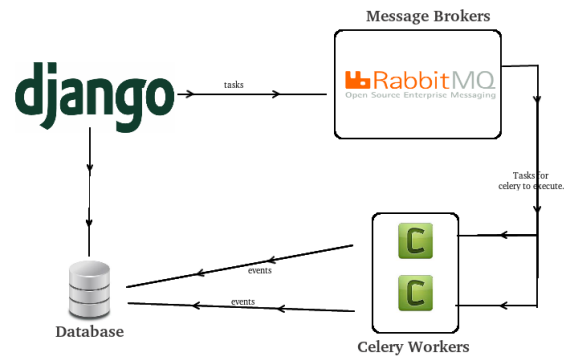 Message Brokers
django
RabbitMQ
Open Source Enterprise Messaging
tasks
Tasks for
celery to execute.
C
C
events
events
Database
Celery Workers